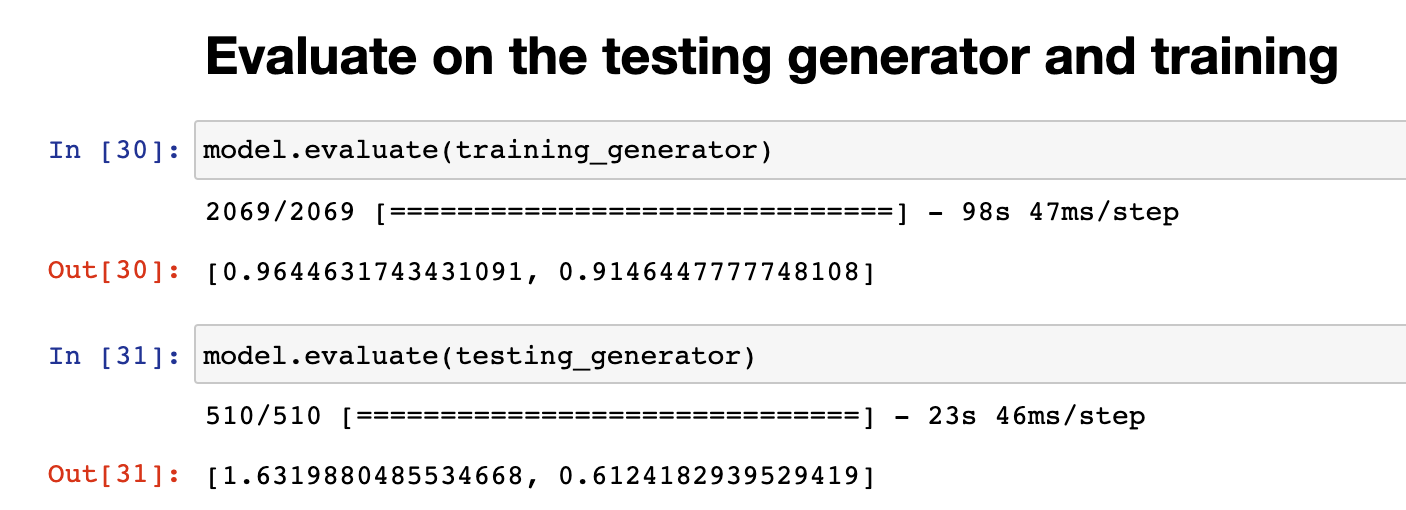 Evaluate on the testing generator and training
In [30]: model.evaluate(training_generator)
2069/2069 [==============================] - 98s 47ms/step
Out[30]: [0.9644631743431091, 0.9146447777748108]
In [31]: model.evaluate(testing_generator)
510/510 [==============================] - 23s 46ms/step
Out[31]: [1.6319880485534668, 0.6124182939529419]